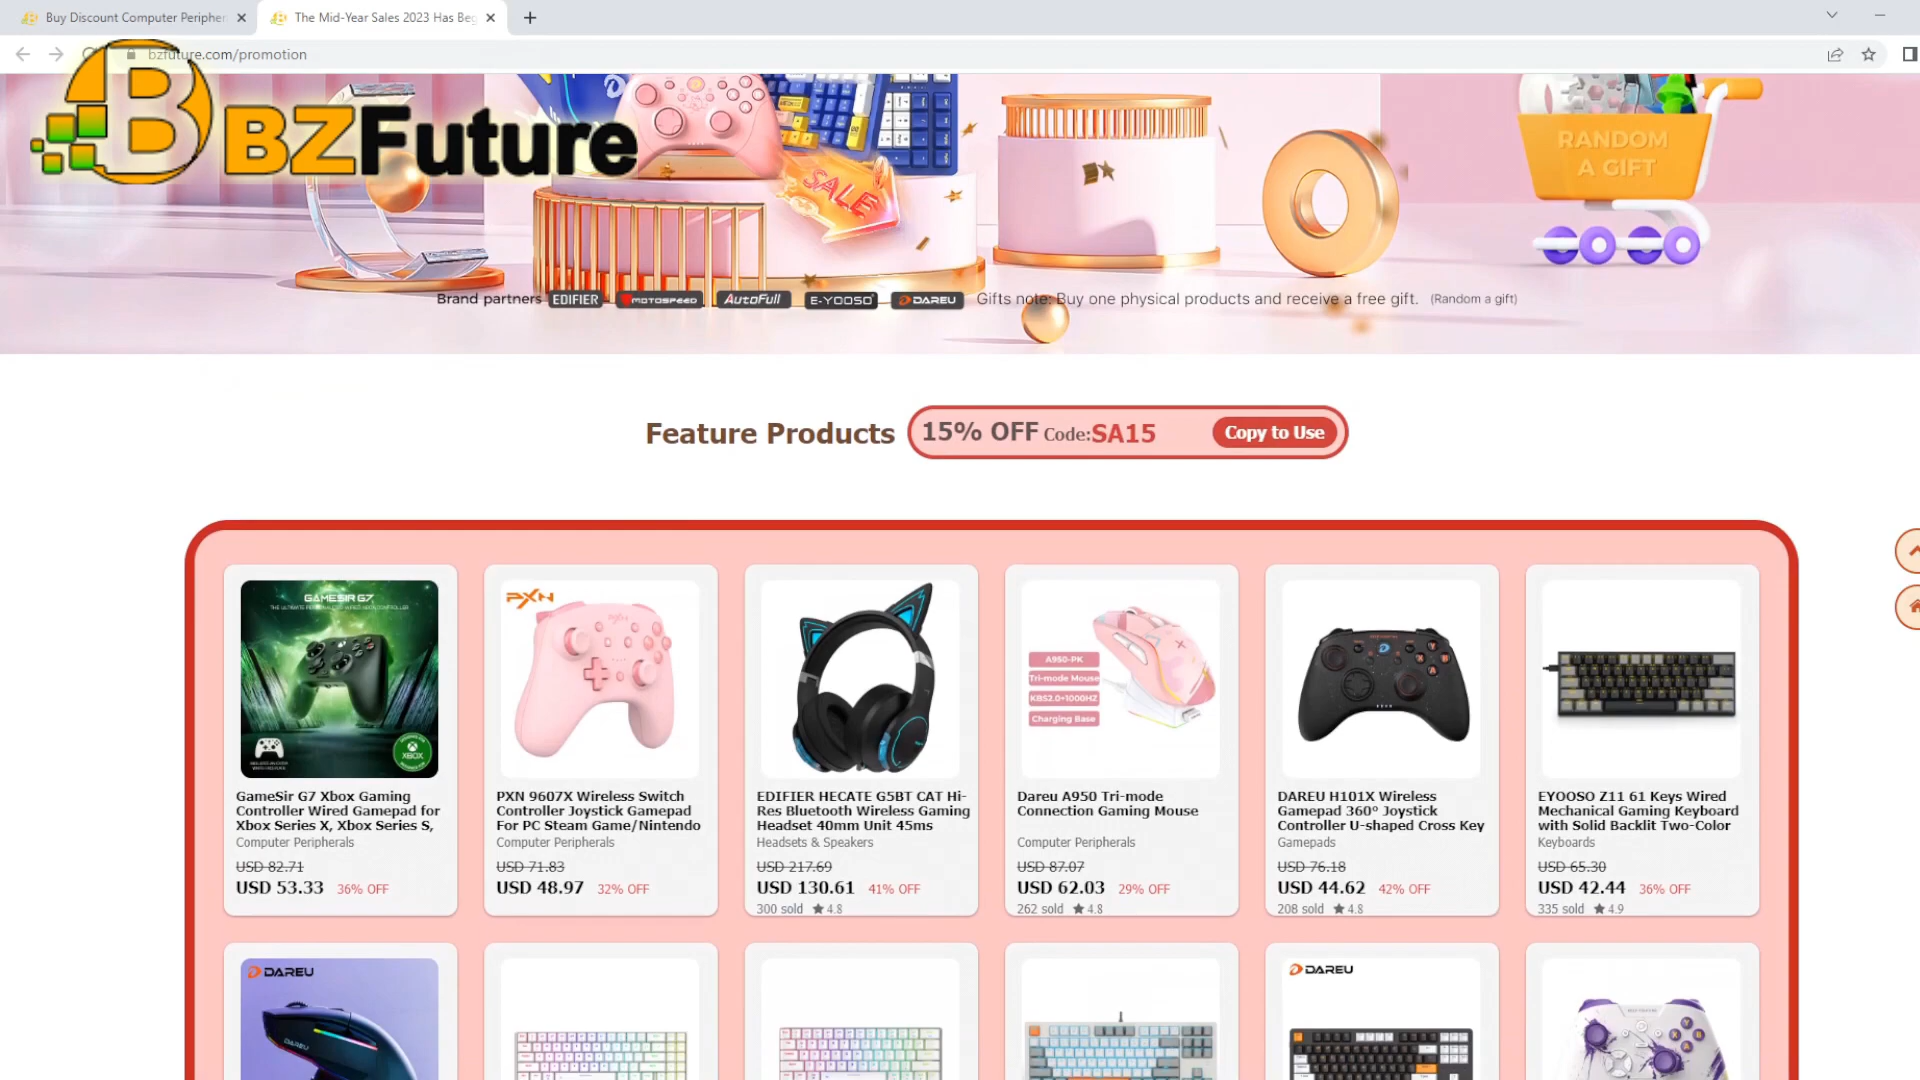 Buy Discount Computer Peripher
The Mid-Year Sales 2023 Has Beg
bzfuture.com/promotion
BZFuture
SALE
RANDOM
A GIFT
Brand partners EDIFIER MOTOSPEED AutoFull E-YOOSO DAREU Gifts note: Buy one physical products and receive a free gift. (Random a gift)
Feature Products 15% OFF Code:SA15 Copy to Use
GAMESIR G7
XBOX
GameSir G7 Xbox Gaming
Controller Wired Gamepad for
Xbox Series X, Xbox Series S,
Computer Peripherals
USD 82.71
USD 53.33 36% OFF
PXN
PXN 9607X Wireless Switch
Controller Joystick Gamepad
For PC Steam Game/Nintendo
Computer Peripherals
USD 71.83
USD 48.97 32% OFF
EDIFIER HECATE G5BT CAT Hi-
Res Bluetooth Wireless Gaming
Headset 40mm Unit 45ms
Headsets & Speakers
USD 217.69
USD 130.61 41% OFF
300 sold ★ 4.8
A950-PK
Tri-mode Mouse
KBS2.0+1000HZ
Charging Base
Dareu A950 Tri-mode
Connection Gaming Mouse
Computer Peripherals
USD 87.07
USD 62.03 29% OFF
262 sold ★ 4.8
DAREU H101X Wireless
Gamepad 360° Joystick
Controller U-shaped Cross Key
Gamepads
USD 76.18
USD 44.62 42% OFF
208 sold ★ 4.8
EYOOSO Z11 61 Keys Wired
Mechanical Gaming Keyboard
with Solid Backlit Two-Color
Keyboards
USD 65.30
USD 42.44 36% OFF
335 sold ★ 4.9
DAREU
DAREU
DAREU